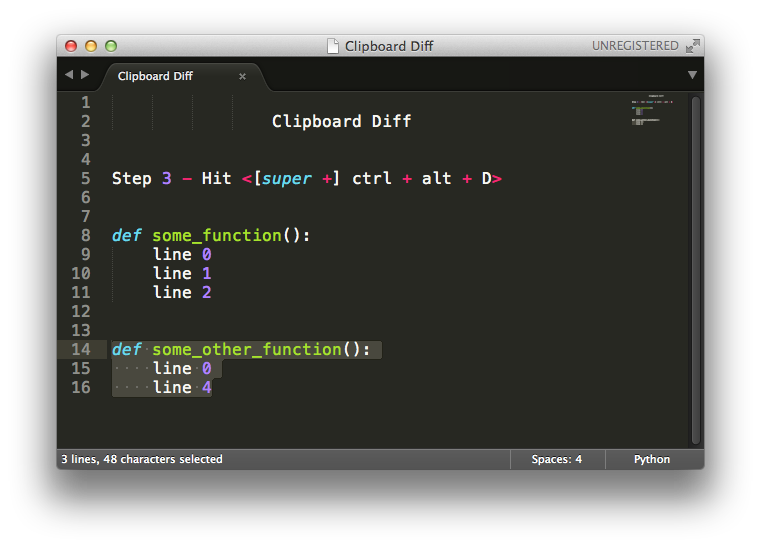 Clipboard Diff
UNREGISTERED
Clipboard Diff ×
1
2 Clipboard Diff
3
4
5 Step 3 – Hit <[super +] ctrl + alt + D>
6
7
8 def some_function():
9 line 0
10 line 1
11 line 2
12
13
14 def some_other_function():
15 line 0
16 line 4
3 lines, 48 characters selected
Spaces: 4
Python